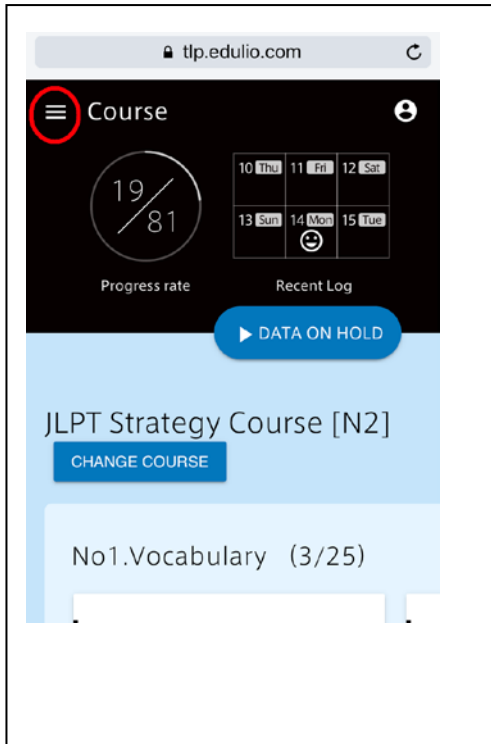 tlp.edulio.com
Course
19/81
10 Thu 11 Fri 12 Sat
13 Sun 14 Mon 15 Tue
Progress rate
Recent Log
DATA ON HOLD
JLPT Strategy Course [N2]
CHANGE COURSE
No1.Vocabulary (3/25)